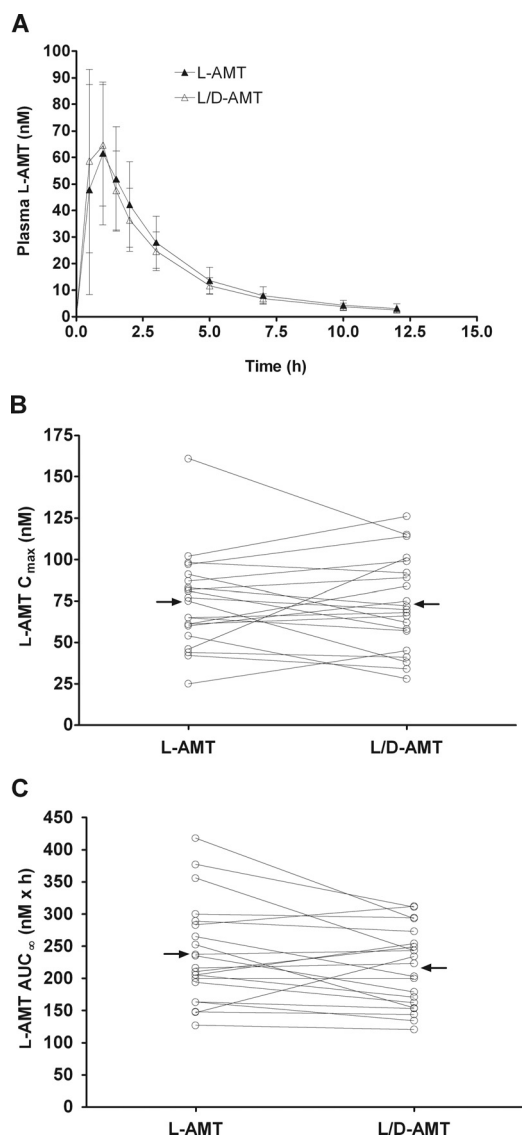 A
Plasma L-AMT (nM)
100
90
80
70
60
50
40
30
20
10
0
L-AMT
L/D-AMT
0.0 2.5 5.0 7.5 10.0 12.5 15.0
Time (h)
B
L-AMT Cmax (nM)
175
150
125
100
75
50
25
0
L-AMT L/D-AMT
C
L-AMT AUC∞ (nM x h)
450
400
350
300
250
200
150
100
50
0
L-AMT L/D-AMT